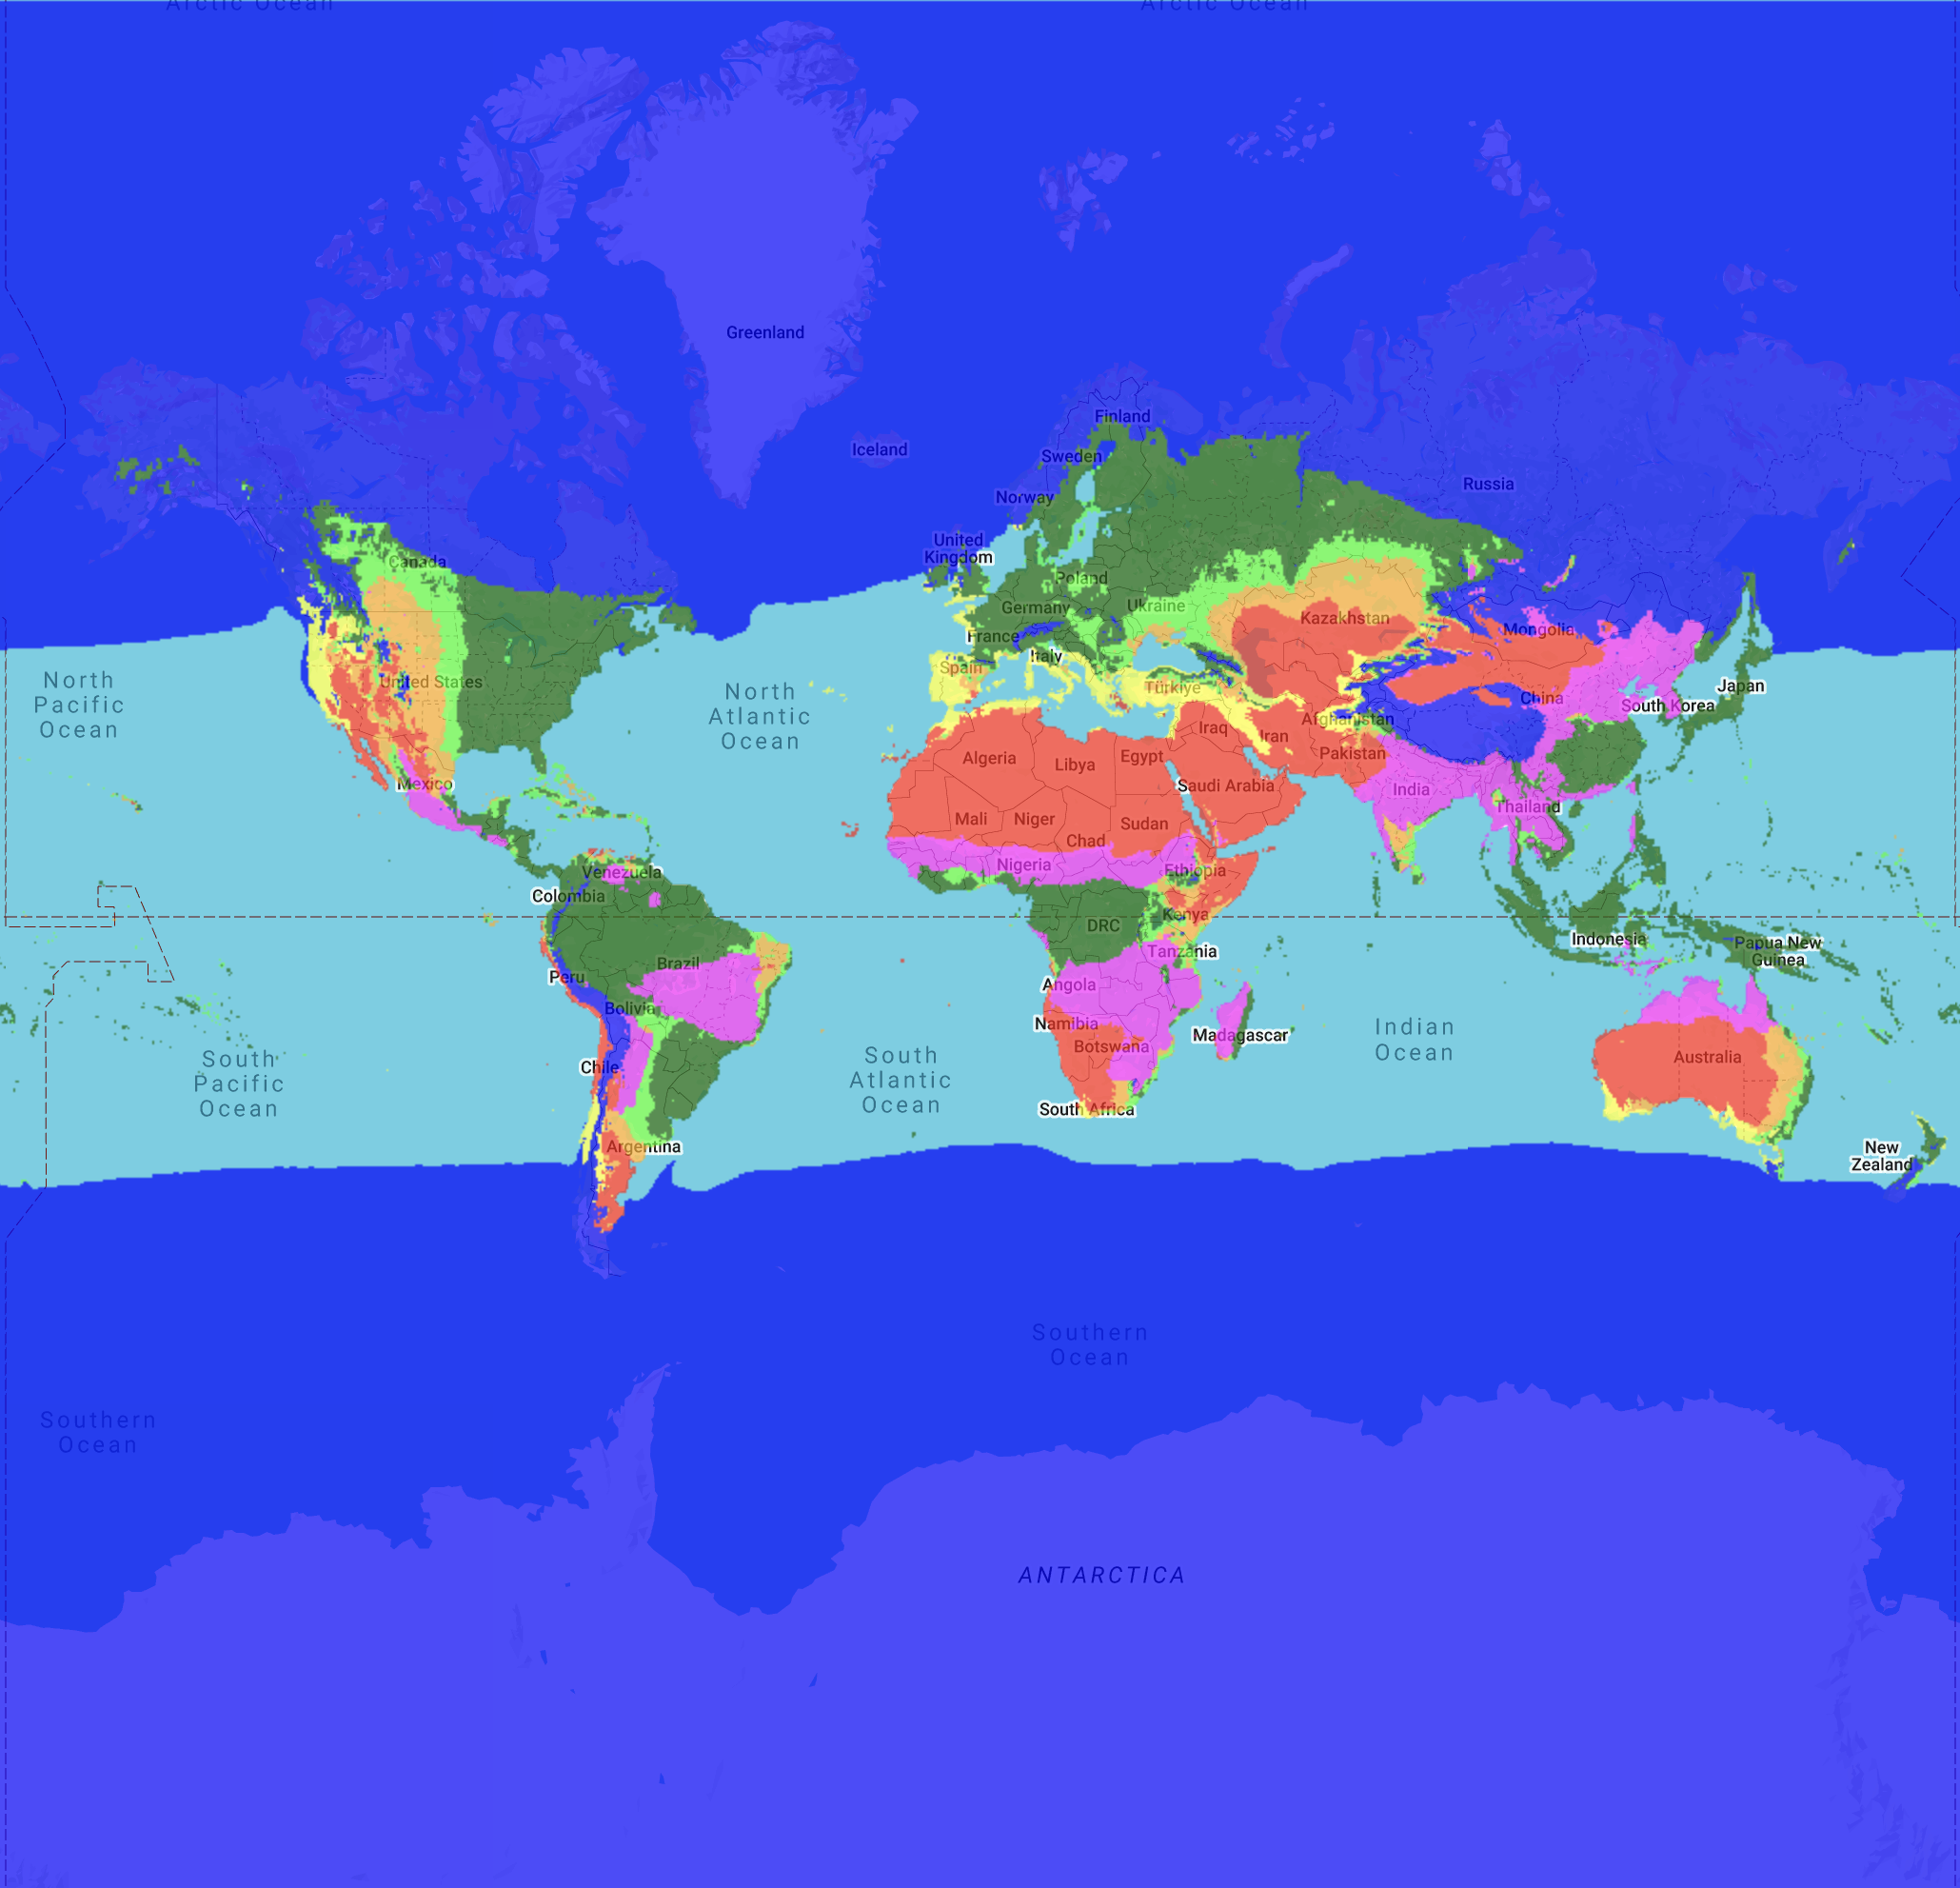 Arctic Ocean
Arctic Ocean
Greenland
Finland
Iceland
Sweden
Russia
Norway
United
Kingdom
Canada
Poland
Germany
Ukraine
Kazakhstan
France
Mongolia
Italy
Spain
United States
Türkiye
China
Japan
North
Pacific
Ocean
North
Atlantic
Ocean
South Korea
Afghanistan
Iraq
Iran
Algeria
Libya
Egypt
Pakistan
Mexico
Saudi Arabia
India
Thailand
Mali
Niger
Sudan
Chad
Nigeria
Ethiopia
Venezuela
Colombia
Kenya
DRC
Indonesia
Papua New
Guinea
Tanzania
Brazil
Peru
Angola
Bolivia
Namibia
Madagascar
Indian
Ocean
Botswana
Australia
South
Pacific
Ocean
Chile
South
Atlantic
Ocean
South Africa
Argentina
New
Zealand
Southern
Ocean
Southern
Ocean
ANTARCTICA